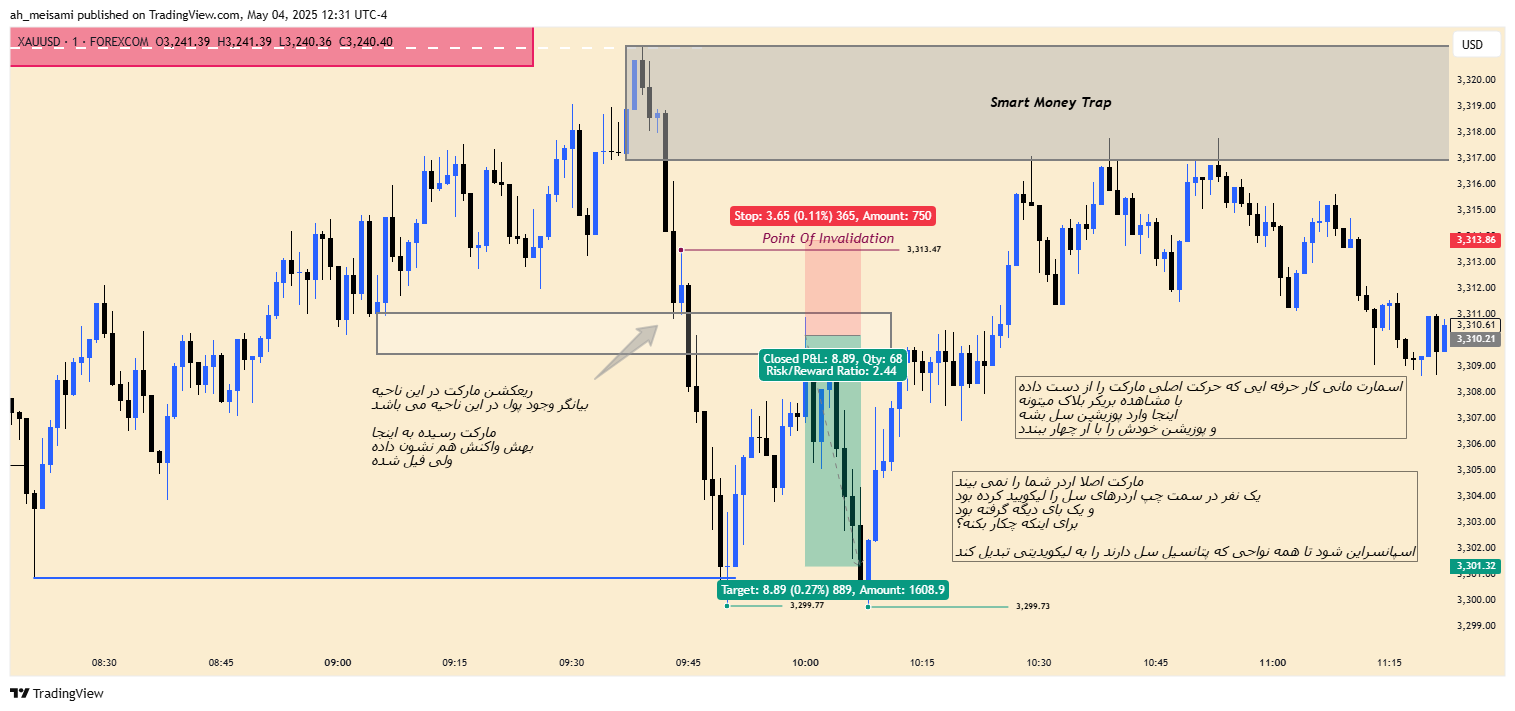 ah_meisami published on TradingView.com, May 04, 2025 12:31 UTC-4
XAUUSD · 1 · FOREXCOM O3,241.39 H3,241.39 L3,240.36 C3,240.40
USD
Smart Money Trap
Stop: 3.65 (0.11%) 365, Amount: 750
Point Of Invalidation
3,313.47
Closed P&L: 8.89, Qty: 68
Risk/Reward Ratio: 2.44
ریعکشن مارکت در این ناحیه
بیانگر وجود پول در این ناحیه می باشد
مارکت رسیده به اینجا
بهش واکنش هم نشون داده
ولی فیل شده
اسمارت مانی کار حرفه ایی که حرکت اصلی مارکت را از دست داده
با مشاهده بریکر بلاک میتونه
اینجا وارد پوزیشن سل بشه
و پوزیشن خودش را با ار چهار ببندد
مارکت اصلا اردر شما را نمی بیند
یک نفر در سمت چپ اردرهای سل را لیکویید کرده بود
و یک بای دیگه گرفته بود
برای اینکه چکار بکنه؟
اسپانسراین شود تا همه نواحی که پتانسیل سل دارند را به لیکویدیتی تبدیل کند
Target: 8.89 (0.27%) 889, Amount: 1608.9
3,299.77
3,299.73
3,320.00
3,319.00
3,318.00
3,317.00
3,316.00
3,315.00
3,313.86
3,313.00
3,312.00
3,311.00
3,310.61
3,310.21
3,309.00
3,308.00
3,307.00
3,306.00
3,305.00
3,304.00
3,303.00
3,302.00
3,301.32
3,300.00
3,299.00
08:30 08:45 09:00 09:15 09:30 09:45 10:00 10:15 10:30 10:45 11:00 11:15
TradingView